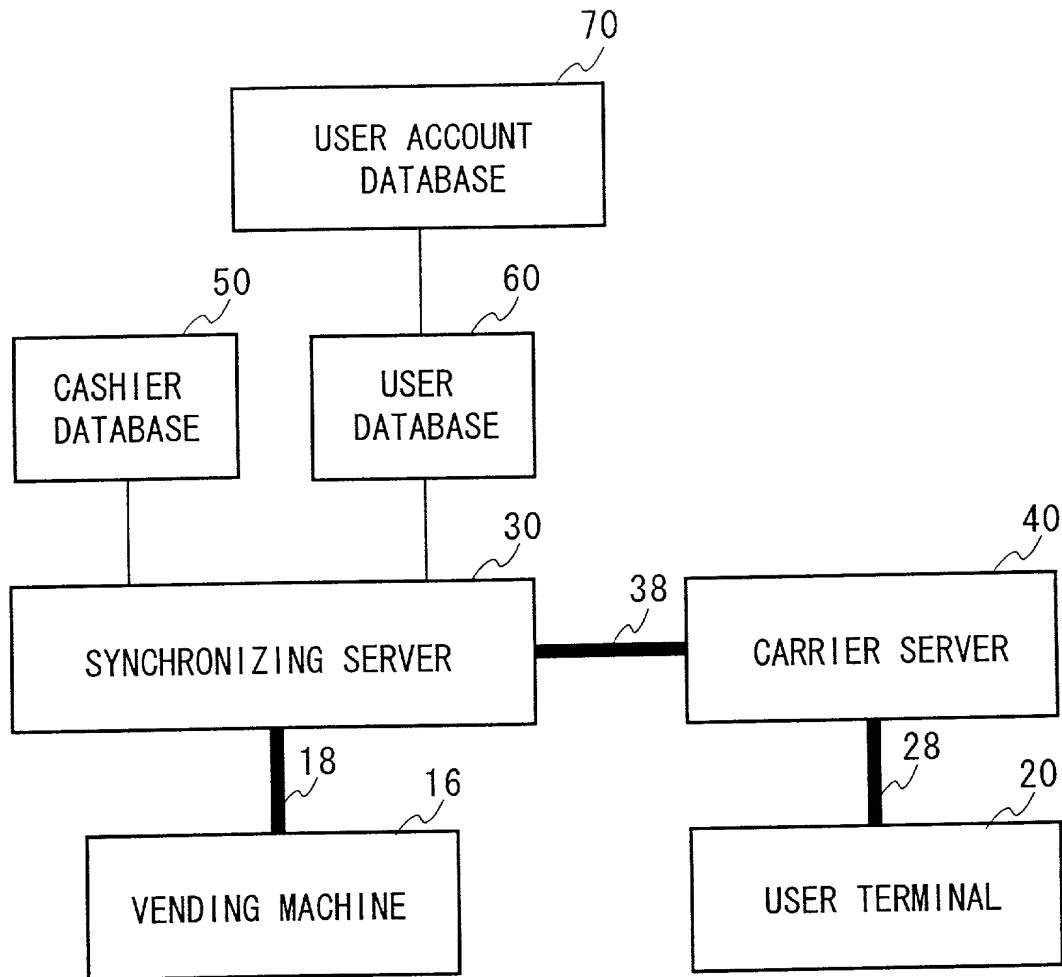 70
USER ACCOUNT
DATABASE
50
60
CASHIER
DATABASE
USER
DATABASE
30
40
38
SYNCHRONIZING SERVER
CARRIER SERVER
18
28
16
20
VENDING MACHINE
USER TERMINAL